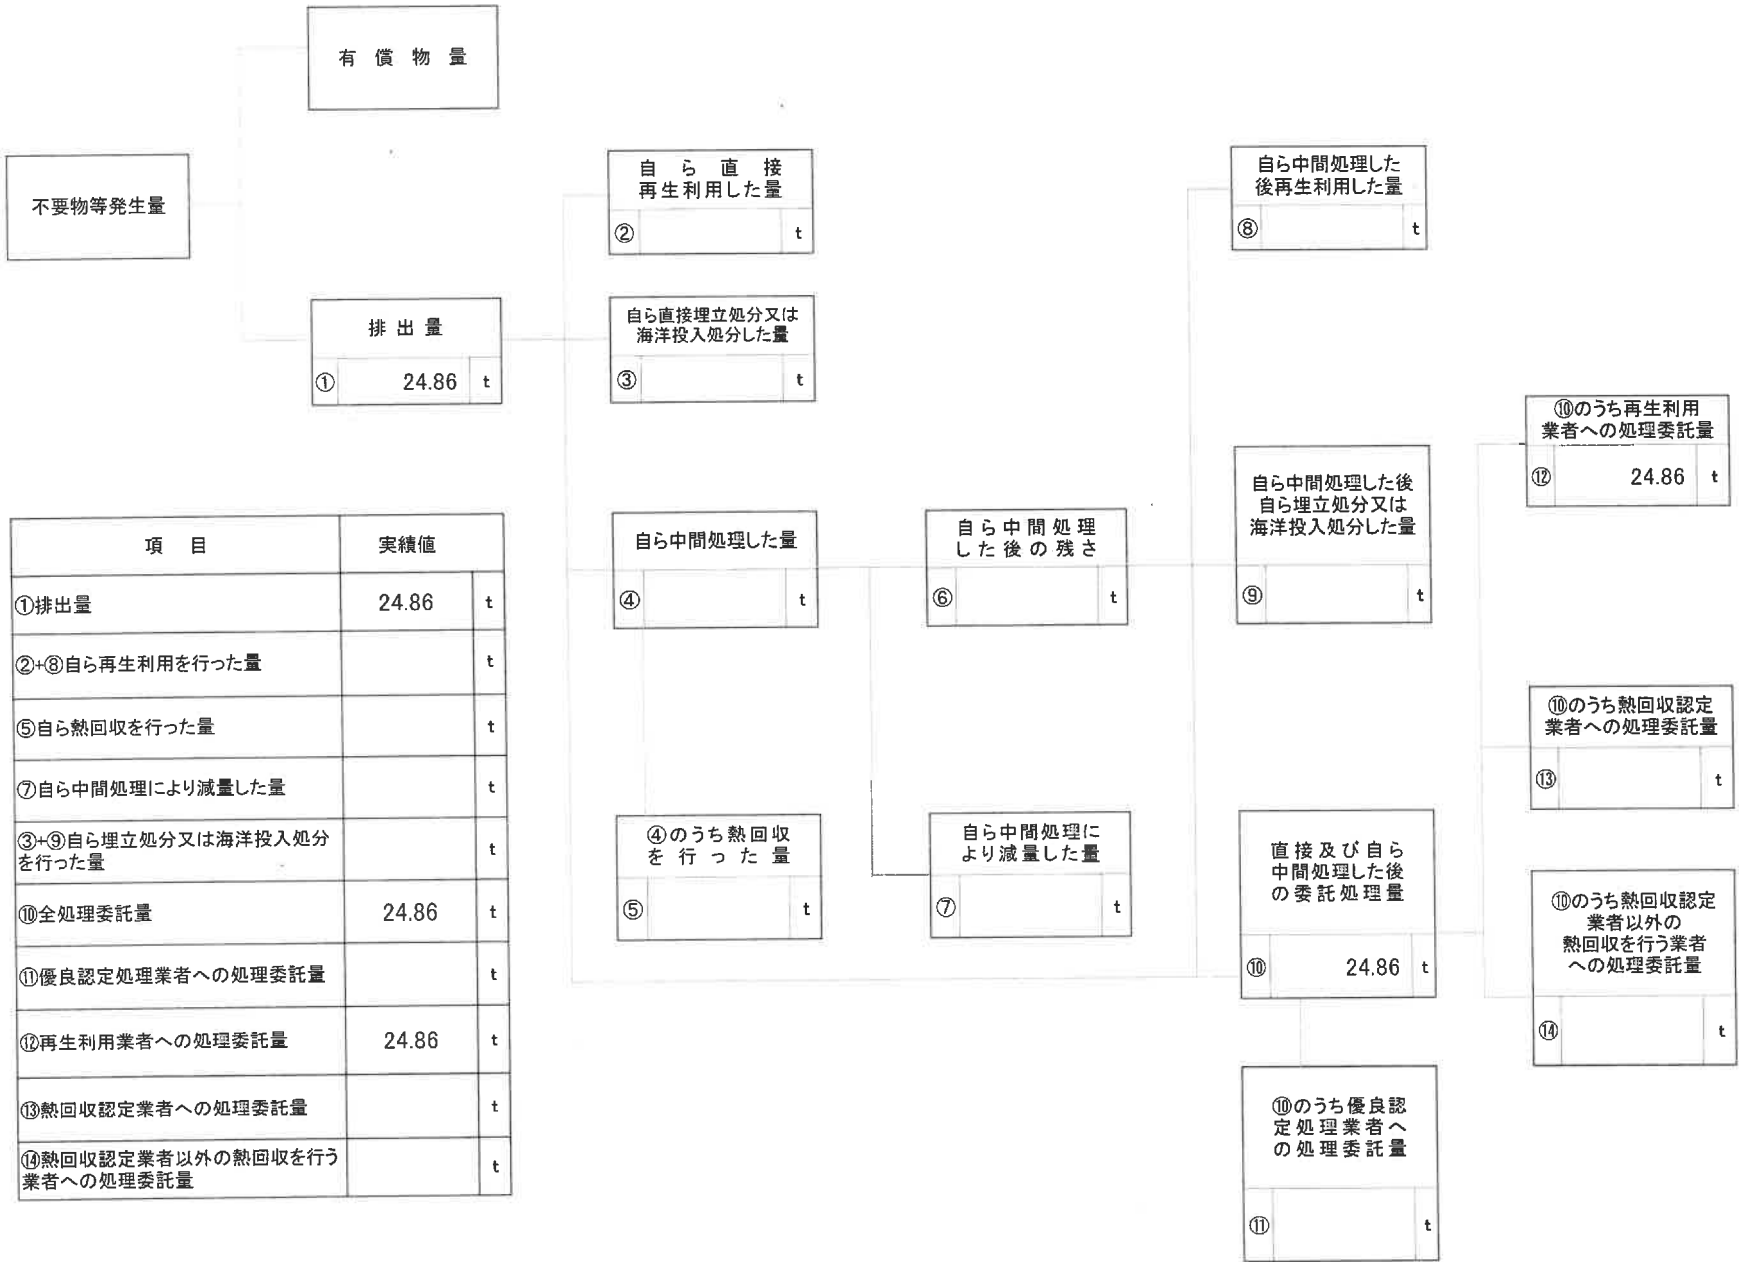 有償物量
不要物等発生量
排出量
① 24.86 t
自ら直接
再生利用した量
② t
自ら直接埋立処分又は
海洋投入処分した量
③ t
自ら中間処理した量
④ t
④のうち熱回収
を行った量
⑤ t
自ら中間処理
した後の残さ
⑥ t
自ら中間処理に
より減量した量
⑦ t
自ら中間処理した
後再生利用した量
⑧ t
自ら中間処理した後
自ら埋立処分又は
海洋投入処分した量
⑨ t
直接及び自ら
中間処理した後
の委託処理量
⑩ 24.86 t
⑩のうち優良認
定処理業者へ
の処理委託量
⑪ t
⑩のうち再生利用
業者への処理委託量
⑫ 24.86 t
⑩のうち熱回収認定
業者への処理委託量
⑬ t
⑩のうち熱回収認定
業者以外の
熱回収を行う業者
への処理委託量
⑭ t
項目 実績値
①排出量 24.86 t
②+⑧自ら再生利用を行った量 t
⑤自ら熱回収を行った量 t
⑦自ら中間処理により減量した量 t
③+⑨自ら埋立処分又は海洋投入処分
を行った量 t
⑩全処理委託量 24.86 t
⑪優良認定処理業者への処理委託量 t
⑫再生利用業者への処理委託量 24.86 t
⑬熱回収認定業者への処理委託量 t
⑭熱回収認定業者以外の熱回収を行う
業者への処理委託量 t